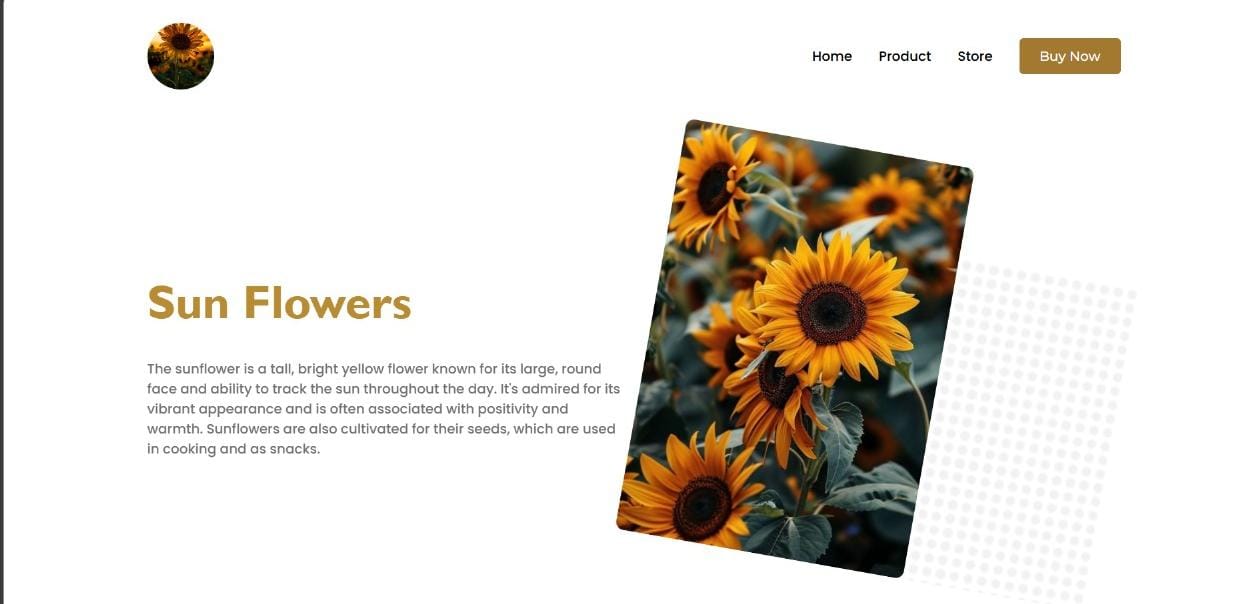 Home Product Store Buy Now
Sun Flowers
The sunflower is a tall, bright yellow flower known for its large, round
face and ability to track the sun throughout the day. It's admired for its
vibrant appearance and is often associated with positivity and
warmth. Sunflowers are also cultivated for their seeds, which are used
in cooking and as snacks.